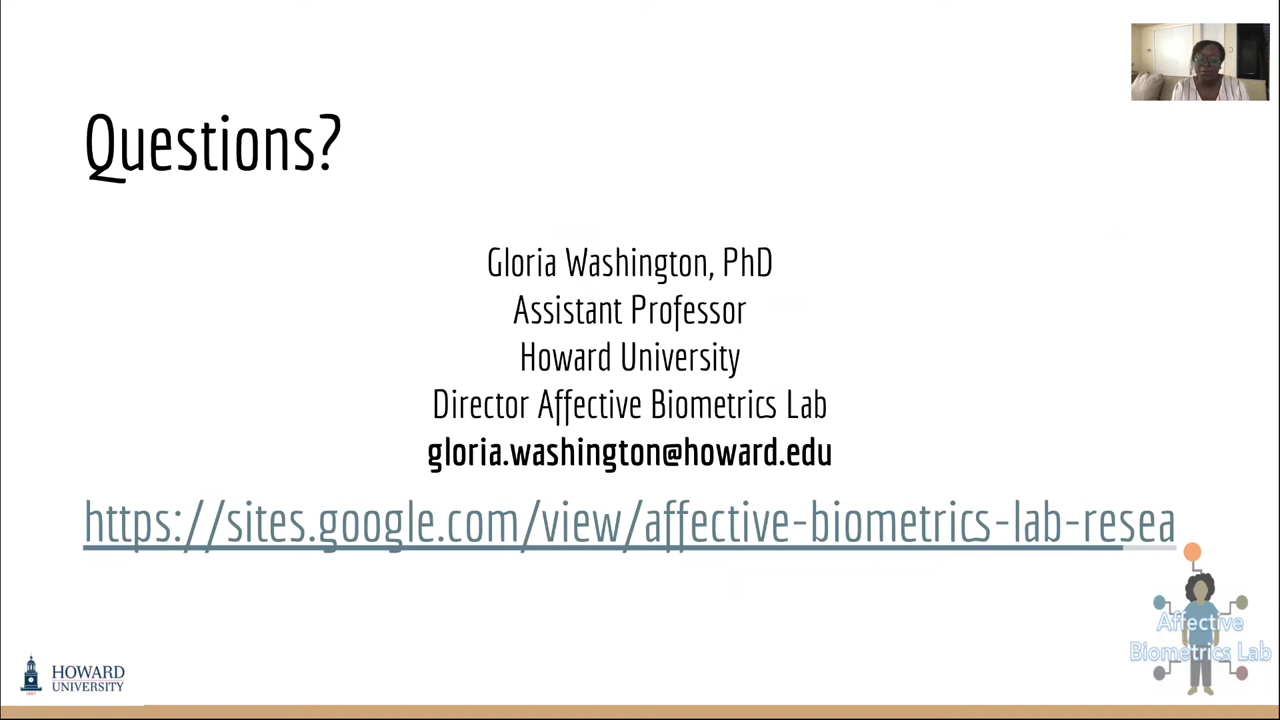 Questions?
Gloria Washington, PhD
Assistant Professor
Howard University
Director Affective Biometrics Lab
gloria.washington@howard.edu
https://sites.google.com/view/affective-biometrics-lab-resea
Affective
Biometrics Lab
HOWARD
UNIVERSITY